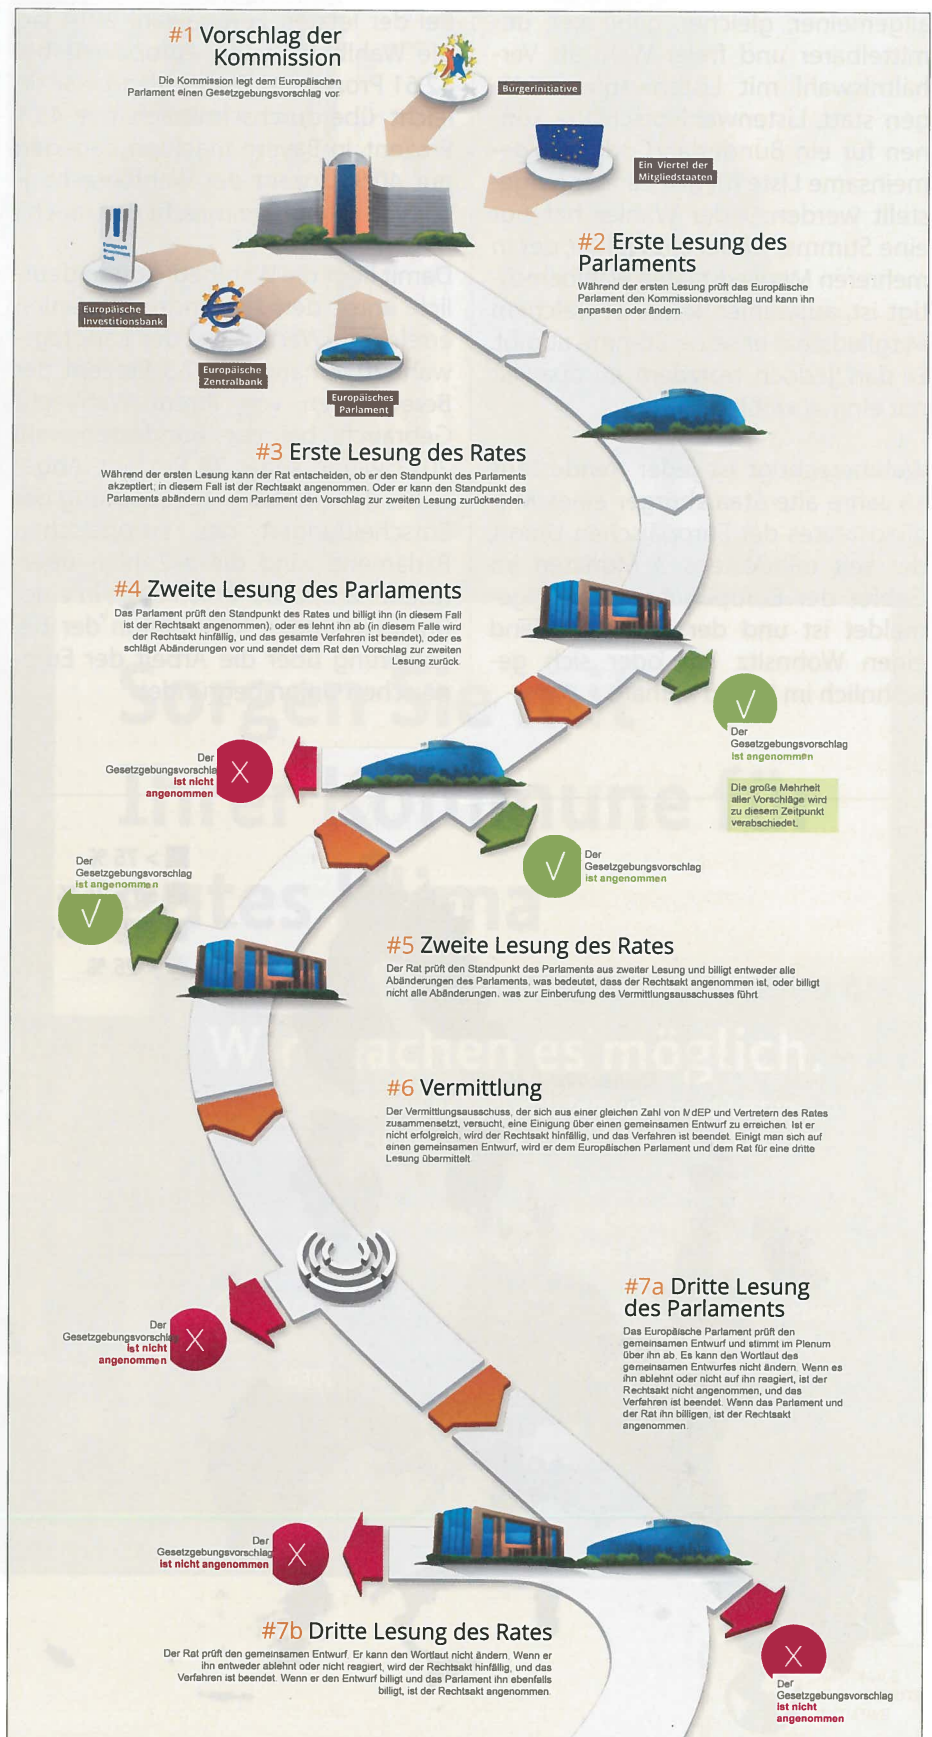 #1 Vorschlag der
Kommission
Die Kommission legt dem Europäischen
Parlament einen Gesetzgebungsvorschlag vor
Bürgerinitiative
Ein Viertel der
Mitgliedstaaten
European
Investment
Bank
Europäische
Investitionsbank
Europäische
Zentralbank
Europäisches
Parlament
#2 Erste Lesung des
Parlaments
Während der ersten Lesung prüft das Europäische
Parlament den Kommissionsvorschlag und kann ihn
anpassen oder ändern.
#3 Erste Lesung des Rates
Während der ersten Lesung kann der Rat entscheiden, ob er den Standpunkt des Parlaments
akzeptiert; in diesem Fall ist der Rechtsakt angenommen. Oder er kann den Standpunkt des
Parlaments abändern und dem Parlament den Vorschlag zur zweiten Lesung zurücksenden.
#4 Zweite Lesung des Parlaments
Das Parlament prüft den Standpunkt des Rates und billigt ihn (in diesem Fall
ist der Rechtsakt angenommen), oder es lehnt ihn ab (in diesem Falle wird
der Rechtsakt hinfällig, und das gesamte Verfahren ist beendet), oder es
schlägt Abänderungen vor und sendet dem Rat den Vorschlag zur zweiten
Lesung zurück.
Der
Gesetzgebungsvorschlag
ist angenommen
Die große Mehrheit
aller Vorschläge wird
zu diesem Zeitpunkt
verabschiedet.
Der
Gesetzgebungsvorschla
ist nicht
angenommen
Der
Gesetzgebungsvorschlag
ist angenommen
Der
Gesetzgebungsvorschlag
ist angenommen
#5 Zweite Lesung des Rates
Der Rat prüft den Standpunkt des Parlaments aus zweiter Lesung und billigt entweder alle
Abänderungen des Parlaments, was bedeutet, dass der Rechtsakt angenommen ist, oder billigt
nicht alle Abänderungen, was zur Einberufung des Vermittlungsausschusses führt.
#6 Vermittlung
Der Vermittlungsausschuss, der sich aus einer gleichen Zahl von MdEP und Vertretern des Rates
zusammensetzt, versucht, eine Einigung über einen gemeinsamen Entwurf zu erreichen. Ist er
nicht erfolgreich, wird der Rechtsakt hinfällig, und das Verfahren ist beendet. Einigt man sich auf
einen gemeinsamen Entwurf, wird er dem Europäischen Parlament und dem Rat für eine dritte
Lesung übermittelt.
Der
Gesetzgebungsvorschlag
ist nicht
angenommen
#7a Dritte Lesung
des Parlaments
Das Europäische Parlament prüft den
gemeinsamen Entwurf und stimmt im Plenum
über ihn ab. Es kann den Wortlaut des
gemeinsamen Entwurfes nicht ändern. Wenn es
ihn ablehnt oder nicht auf ihn reagiert, ist der
Rechtsakt nicht angenommen, und das
Verfahren ist beendet. Wenn das Parlament und
der Rat ihn billigen, ist der Rechtsakt
angenommen.
Der
Gesetzgebungsvorschlag
ist nicht angenommen
#7b Dritte Lesung des Rates
Der Rat prüft den gemeinsamen Entwurf. Er kann den Wortlaut nicht ändern. Wenn er
ihn entweder ablehnt oder nicht reagiert, wird der Rechtsakt hinfällig, und das
Verfahren ist beendet. Wenn er den Entwurf billigt und das Parlament ihn ebenfalls
billigt, ist der Rechtsakt angenommen.
Der
Gesetzgebungsvorschlag
ist nicht
angenommen